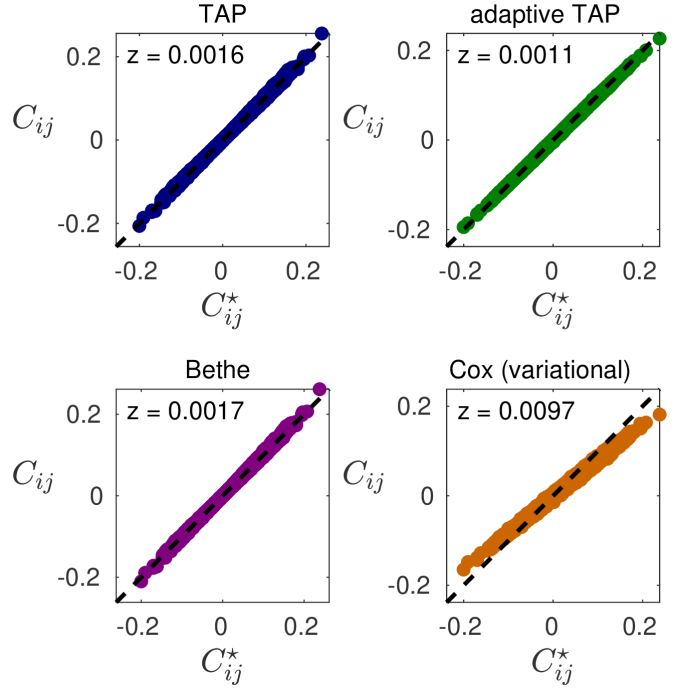 TAP
z = 0.0016
C_ij
0.2
0
-0.2
-0.2
0
0.2
C^⋆_ij
adaptive TAP
z = 0.0011
C_ij
0.2
0
-0.2
-0.2
0
0.2
C^⋆_ij
Bethe
z = 0.0017
C_ij
0.2
0
-0.2
-0.2
0
0.2
C^⋆_ij
Cox (variational)
z = 0.0097
C_ij
0.2
0
-0.2
-0.2
0
0.2
C^⋆_ij